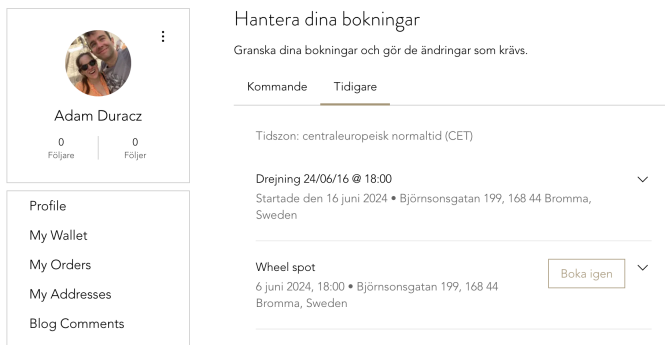 Hantera dina bokningar
Granska dina bokningar och gör de ändringar som krävs.
Kommande
Tidigare
Adam Duracz
0
Följare
0
Följer
Profile
My Wallet
My Orders
My Addresses
Blog Comments
Tidszon: centraleuropeisk normaltid (CET)
Drejning 24/06/16 @ 18:00
Startade den 16 juni 2024 • Björnsonsgatan 199, 168 44 Bromma,
Sweden
Wheel spot
6 juni 2024, 18:00 • Björnsonsgatan 199, 168 44
Bromma, Sweden
Boka igen